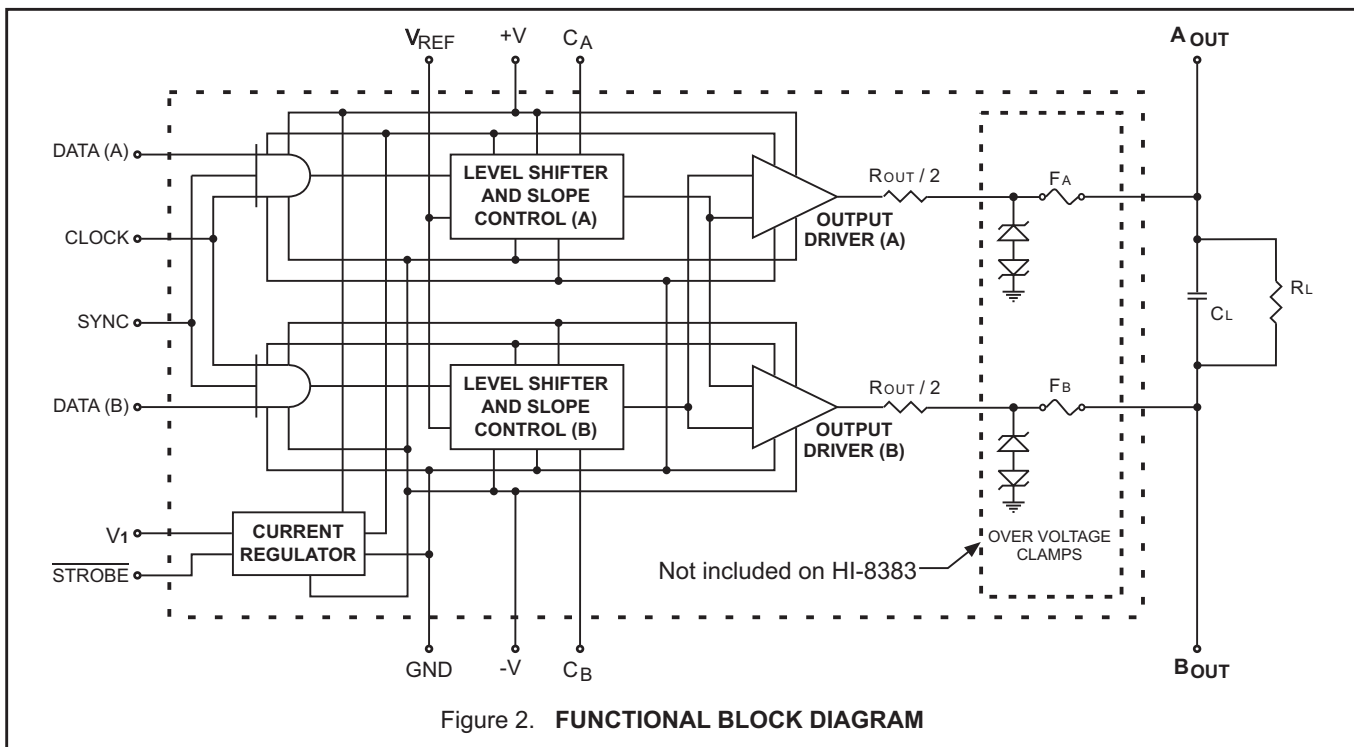 VREF
+V
CA
AOUT
DATA (A)
LEVEL SHIFTER
AND SLOPE
CONTROL (A)
ROUT / 2
FA
OUTPUT
DRIVER (A)
CLOCK
SYNC
CL
RL
LEVEL SHIFTER
AND SLOPE
CONTROL (B)
ROUT / 2
FB
DATA (B)
OUTPUT
DRIVER (B)
V1
CURRENT
REGULATOR
STROBE
OVER VOLTAGE
CLAMPS
Not included on HI-8383
GND
-V
CB
BOUT
Figure 2. FUNCTIONAL BLOCK DIAGRAM